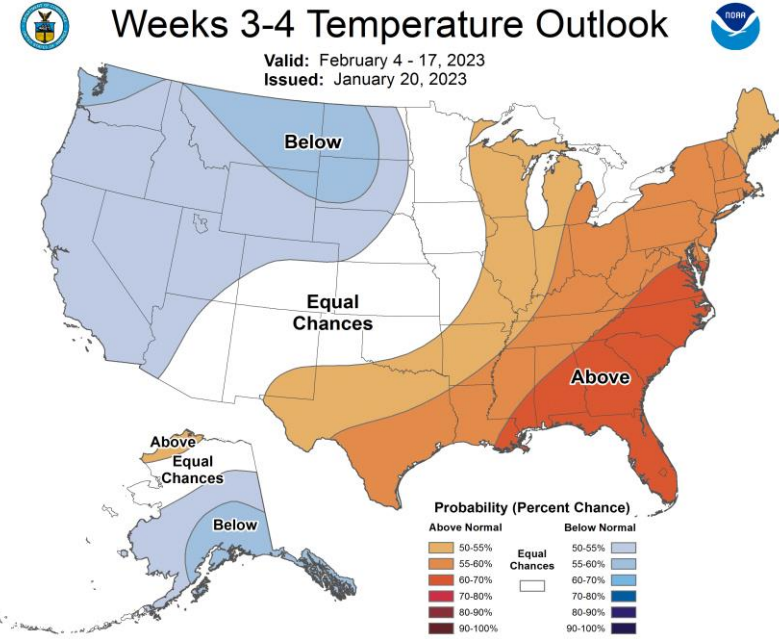 Weeks 3-4 Temperature Outlook
NOAA
Valid: February 4 - 17, 2023
Issued: January 20, 2023
Below
Equal
Chances
Above
Above
Equal
Chances
Below
Probability (Percent Chance)
Above Normal
Below Normal
Equal
Chances
50-55%
55-60%
60-70%
70-80%
80-90%
90-100%
50-55%
55-60%
60-70%
70-80%
80-90%
90-100%